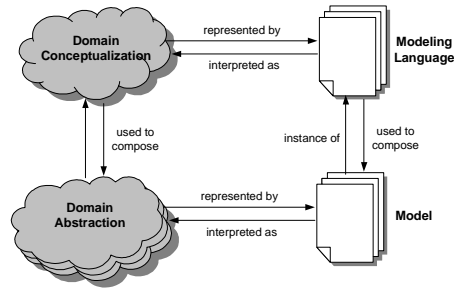 Domain
Conceptualization
represented by
interpreted as
Modeling
Language
used to
compose
instance of
used to
compose
Domain
Abstraction
represented by
interpreted as
Model